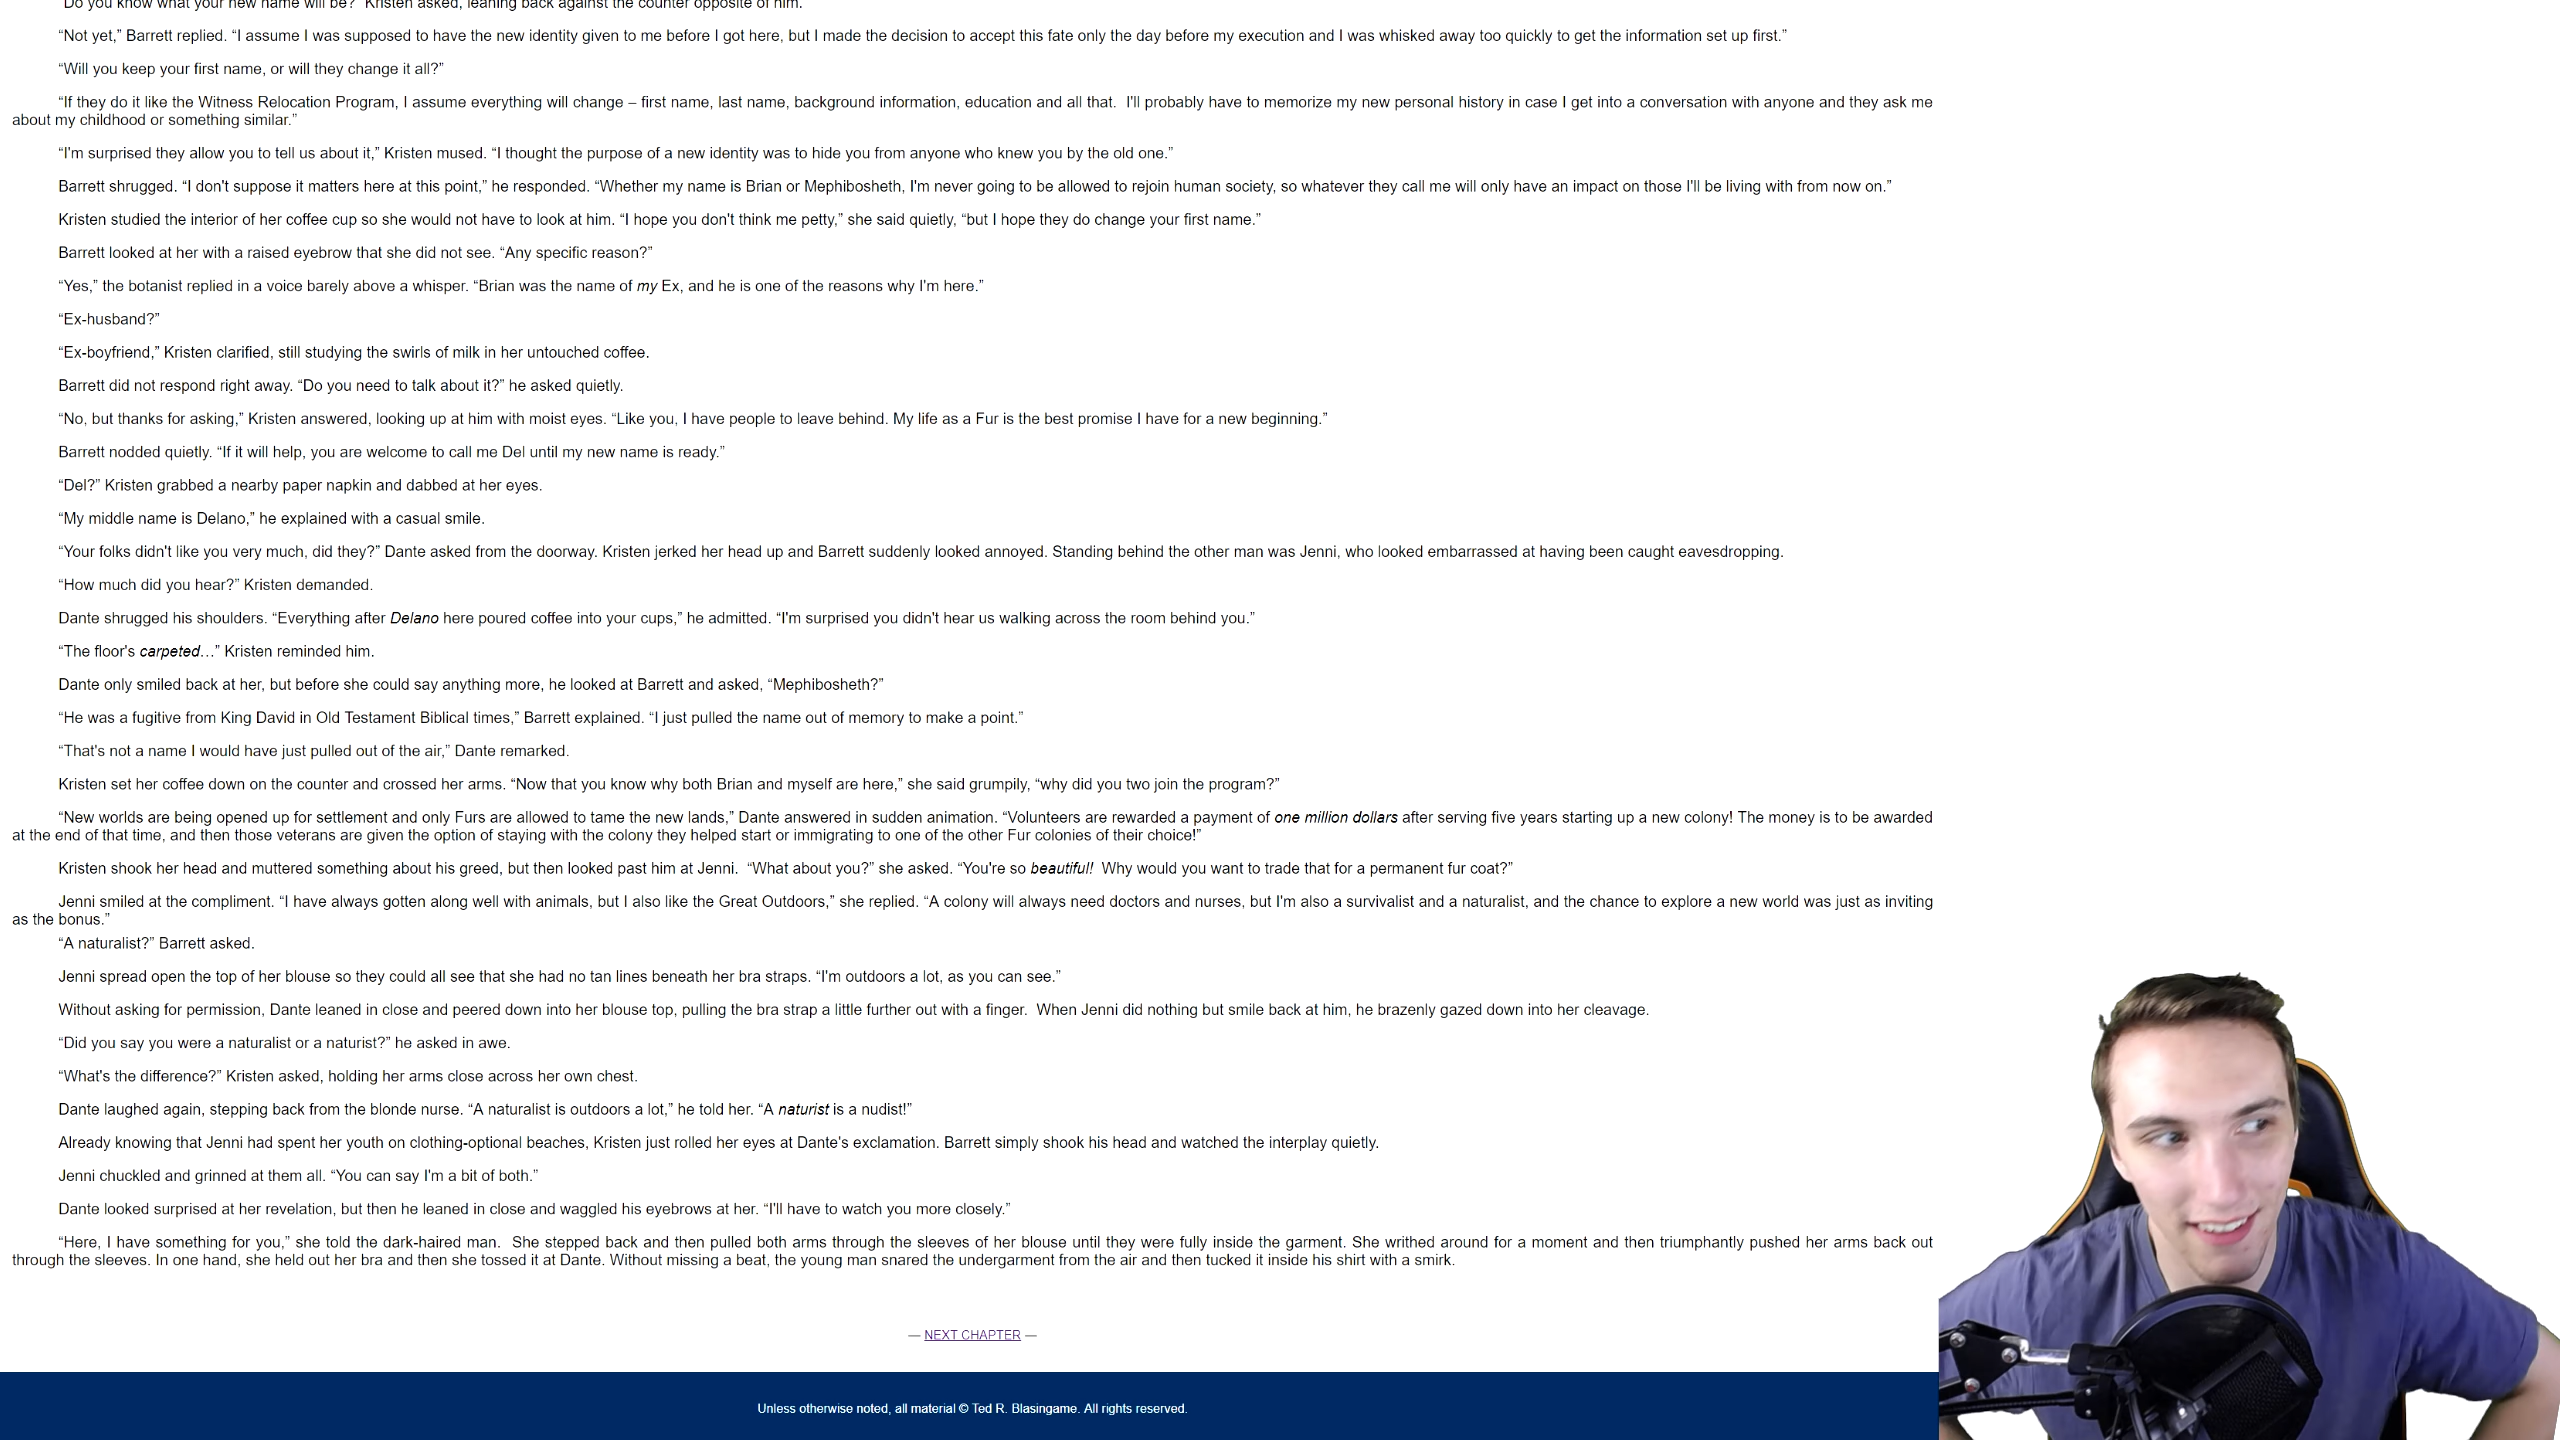 "Do you know what your new name will be?" Kristen asked, leaning back against the counter opposite of him.
“Not yet,” Barrett replied. “I assume I was supposed to have the new identity given to me before I got here, but I made the decision to accept this fate only the day before my execution and I was whisked away too quickly to get the information set up first.”
“Will you keep your first name, or will they change it all?”
“If they do it like the Witness Relocation Program, I assume everything will change – first name, last name, background information, education and all that.  I'll probably have to memorize my new personal history in case I get into a conversation with anyone and they ask me
about my childhood or something similar.”
“I'm surprised they allow you to tell us about it,” Kristen mused. “I thought the purpose of a new identity was to hide you from anyone who knew you by the old one.”
Barrett shrugged. “I don't suppose it matters here at this point,” he responded. “Whether my name is Brian or Mephibosheth, I'm never going to be allowed to rejoin human society, so whatever they call me will only have an impact on those I'll be living with from now on.”
Kristen studied the interior of her coffee cup so she would not have to look at him. “I hope you don't think me petty,” she said quietly, “but I hope they do change your first name.”
Barrett looked at her with a raised eyebrow that she did not see. “Any specific reason?”
“Yes,” the botanist replied in a voice barely above a whisper. “Brian was the name of my Ex, and he is one of the reasons why I'm here.”
“Ex-husband?”
“Ex-boyfriend,” Kristen clarified, still studying the swirls of milk in her untouched coffee.
Barrett did not respond right away. “Do you need to talk about it?” he asked quietly.
“No, but thanks for asking,” Kristen answered, looking up at him with moist eyes. “Like you, I have people to leave behind. My life as a Fur is the best promise I have for a new beginning.”
Barrett nodded quietly. “If it will help, you are welcome to call me Del until my new name is ready.”
“Del?” Kristen grabbed a nearby paper napkin and dabbed at her eyes.
“My middle name is Delano,” he explained with a casual smile.
“Your folks didn't like you very much, did they?” Dante asked from the doorway. Kristen jerked her head up and Barrett suddenly looked annoyed. Standing behind the other man was Jenni, who looked embarrassed at having been caught eavesdropping.
“How much did you hear?” Kristen demanded.
Dante shrugged his shoulders. “Everything after Delano here poured coffee into your cups,” he admitted. “I'm surprised you didn't hear us walking across the room behind you.”
“The floor's carpeted…” Kristen reminded him.
Dante only smiled back at her, but before she could say anything more, he looked at Barrett and asked, “Mephibosheth?”
“He was a fugitive from King David in Old Testament Biblical times,” Barrett explained. “I just pulled the name out of memory to make a point.”
“That's not a name I would have just pulled out of the air,” Dante remarked.
Kristen set her coffee down on the counter and crossed her arms. “Now that you know why both Brian and myself are here,” she said grumpily, “why did you two join the program?”
“New worlds are being opened up for settlement and only Furs are allowed to tame the new lands,” Dante answered in sudden animation. “Volunteers are rewarded a payment of one million dollars after serving five years starting up a new colony! The money is to be awarded
at the end of that time, and then those veterans are given the option of staying with the colony they helped start or immigrating to one of the other Fur colonies of their choice!”
Kristen shook her head and muttered something about his greed, but then looked past him at Jenni.  “What about you?” she asked. “You're so beautiful!  Why would you want to trade that for a permanent fur coat?”
Jenni smiled at the compliment. “I have always gotten along well with animals, but I also like the Great Outdoors,” she replied. “A colony will always need doctors and nurses, but I'm also a survivalist and a naturalist, and the chance to explore a new world was just as inviting
as the bonus.”
“A naturalist?” Barrett asked.
Jenni spread open the top of her blouse so they could all see that she had no tan lines beneath her bra straps. “I'm outdoors a lot, as you can see.”
Without asking for permission, Dante leaned in close and peered down into her blouse top, pulling the bra strap a little further out with a finger.  When Jenni did nothing but smile back at him, he brazenly gazed down into her cleavage.
“Did you say you were a naturalist or a naturist?” he asked in awe.
“What's the difference?” Kristen asked, holding her arms close across her own chest.
Dante laughed again, stepping back from the blonde nurse. “A naturalist is outdoors a lot,” he told her. “A naturist is a nudist!”
Already knowing that Jenni had spent her youth on clothing-optional beaches, Kristen just rolled her eyes at Dante's exclamation. Barrett simply shook his head and watched the interplay quietly.
Jenni chuckled and grinned at them all. “You can say I'm a bit of both.”
Dante looked surprised at her revelation, but then he leaned in close and waggled his eyebrows at her. “I'll have to watch you more closely.”
“Here, I have something for you,” she told the dark-haired man.  She stepped back and then pulled both arms through the sleeves of her blouse until they were fully inside the garment. She writhed around for a moment and then triumphantly pushed her arms back out
through the sleeves. In one hand, she held out her bra and then she tossed it at Dante. Without missing a beat, the young man snared the undergarment from the air and then tucked it inside his shirt with a smirk.
— NEXT CHAPTER —
Unless otherwise noted, all material © Ted R. Blasingame. All rights reserved.